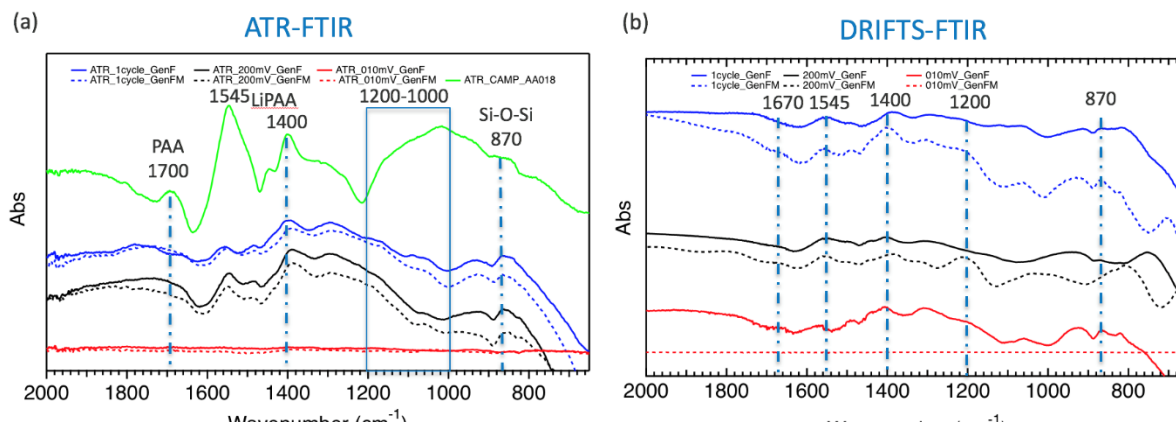 (a) ATR-FTIR
ATR_1cycle_GenF ATR_200mV_GenF ATR_010mV_GenF ATR_CAMP_AA018
ATR_1cycle_GenFM ATR_200mV_GenFM ATR_010mV_GenFM
1545 LiPAA 1200-1000
1400
Si-O-Si
870
PAA
1700
Abs
2000 1800 1600 1400 1200 1000 800
(b) DRIFTS-FTIR
1cycle_GenF 200mV_GenF 010mV_GenF
1cycle_GenFM 200mV_GenFM 010mV_GenFM
1670 1545 1400 1200 870
Abs
2000 1800 1600 1400 1200 1000 800